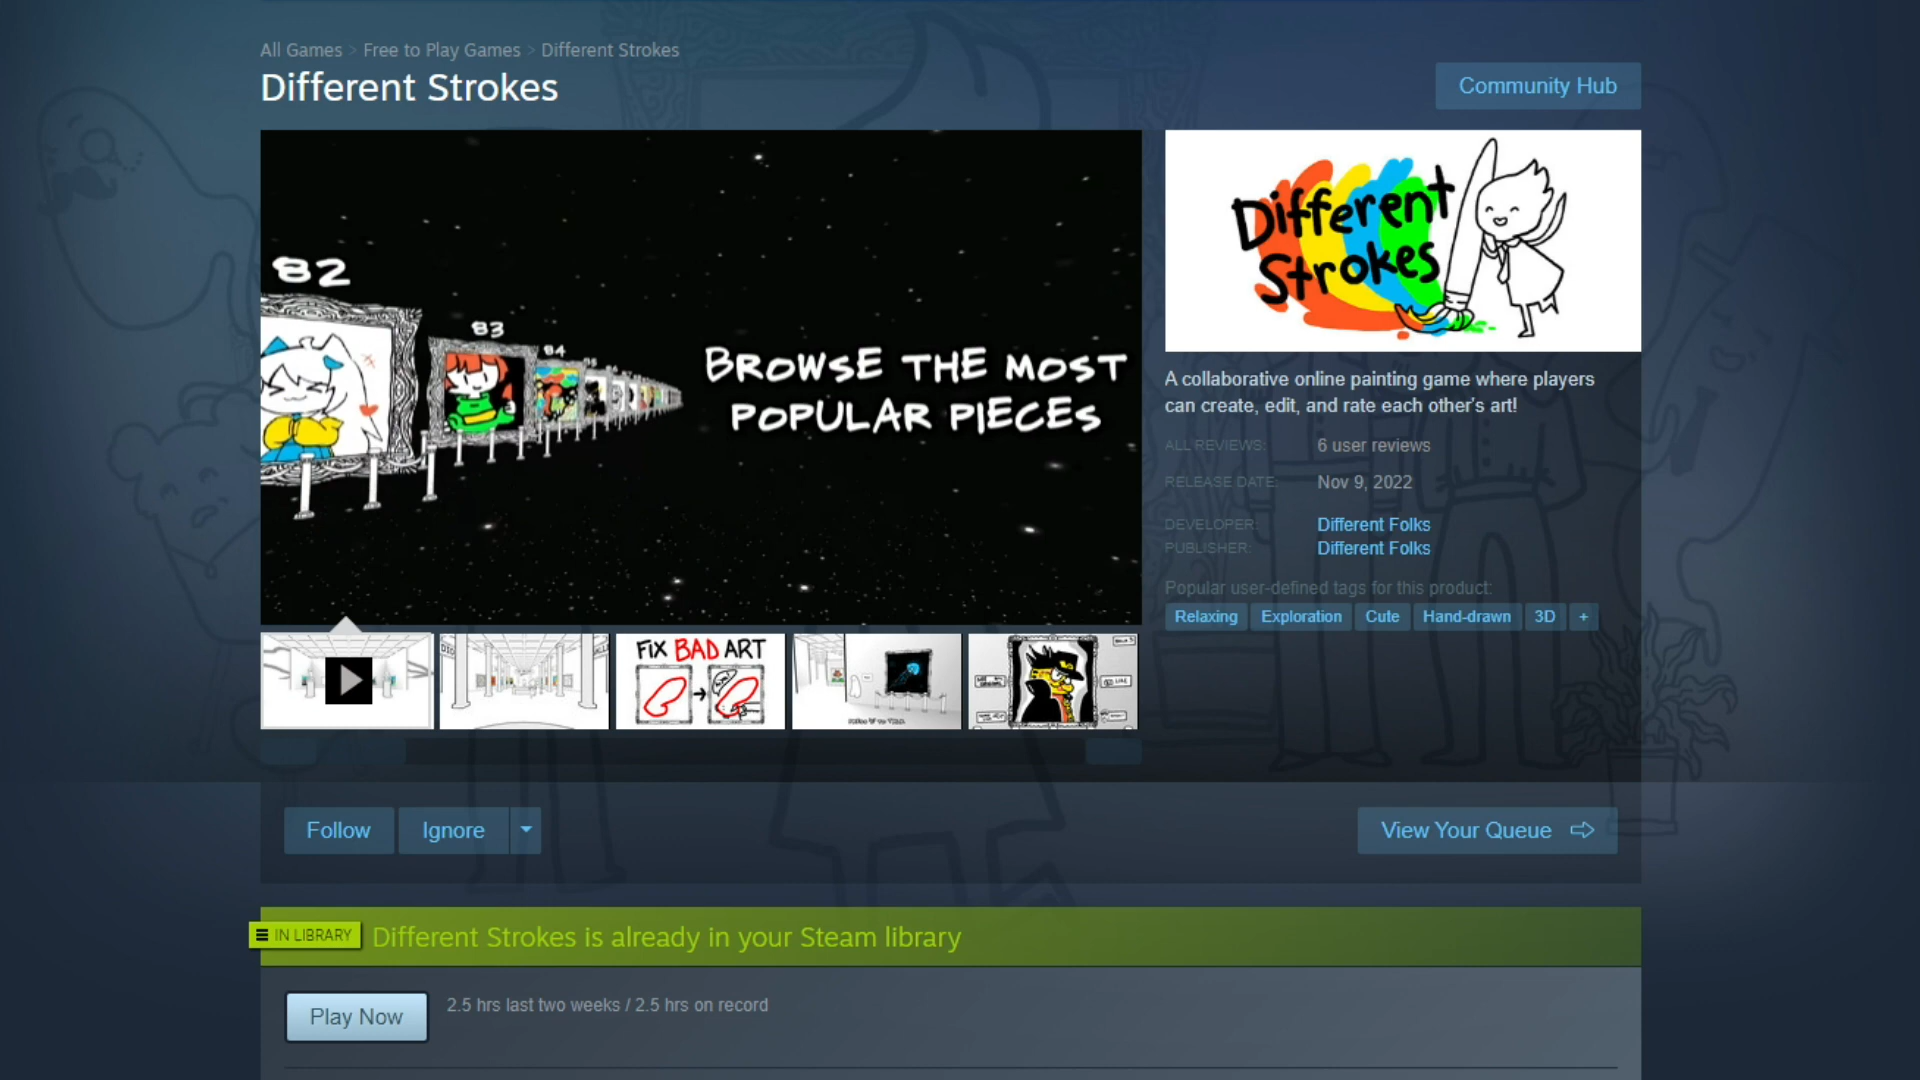 All Games > Free to Play Games > Different Strokes
Different Strokes
Community Hub
82
83
84
BROWSE THE MOST
POPULAR PIECES
Different
Strokes
A collaborative online painting game where players
can create, edit, and rate each other's art!
ALL REVIEWS: 6 user reviews
RELEASE DATE: Nov 9, 2022
DEVELOPER: Different Folks
PUBLISHER: Different Folks
Popular user-defined tags for this product:
Relaxing Exploration Cute Hand-drawn 3D +
FIX BAD ART
Follow
Ignore
View Your Queue
IN LIBRARY
Different Strokes is already in your Steam library
Play Now
2.5 hrs last two weeks / 2.5 hrs on record